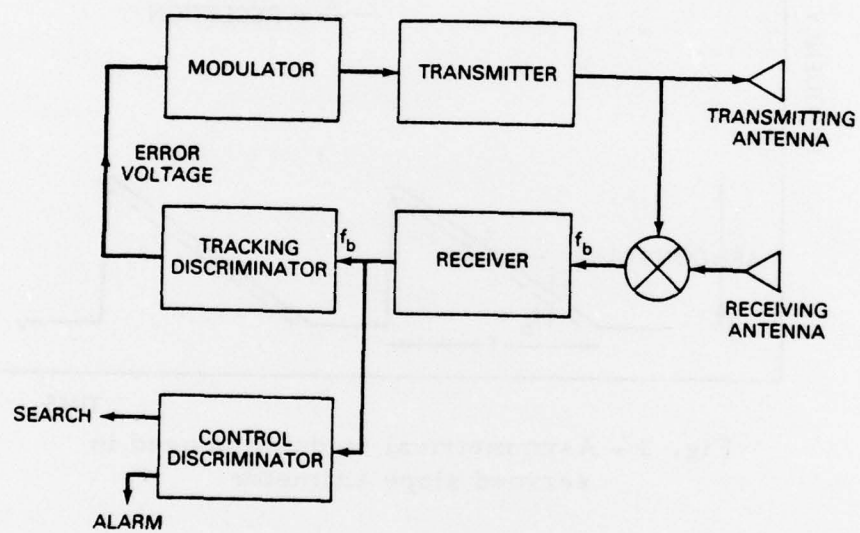 MODULATOR
TRANSMITTER
TRANSMITTING
ANTENNA
ERROR
VOLTAGE
TRACKING
DISCRIMINATOR
f_b
RECEIVER
f_b
RECEIVING
ANTENNA
SEARCH
CONTROL
DISCRIMINATOR
ALARM